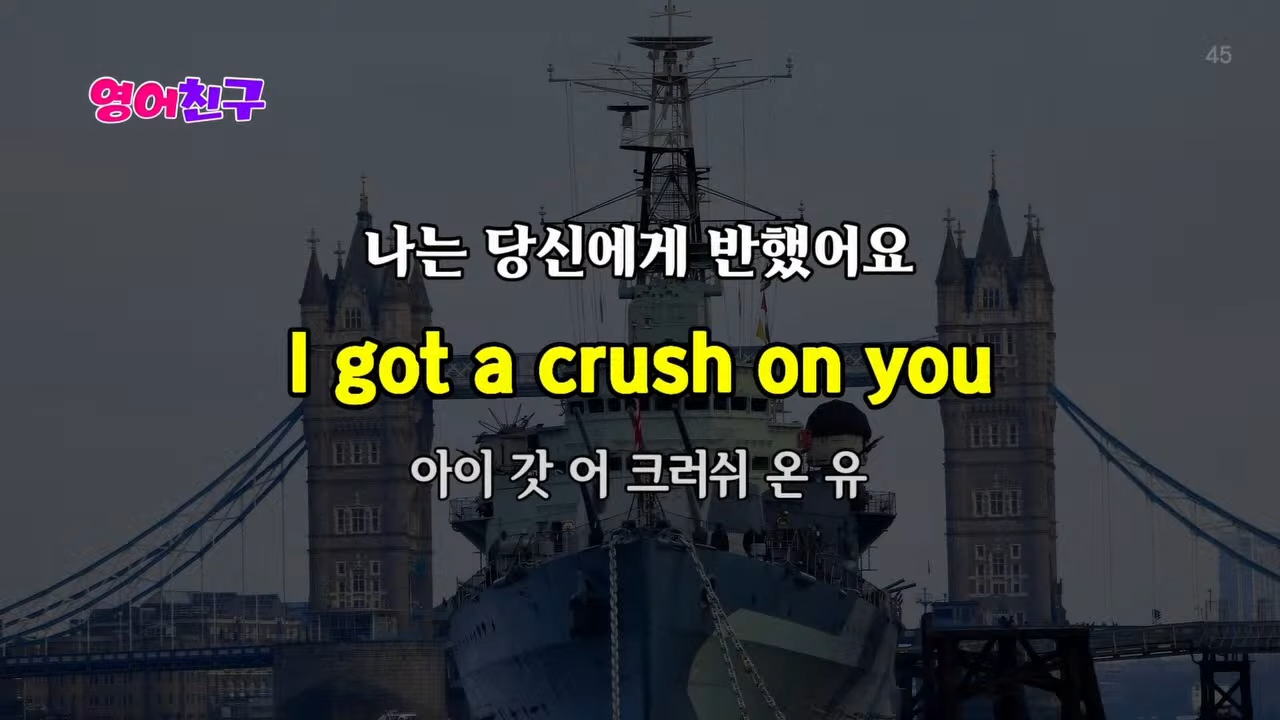 45
영어친구
나는 당신에게 반했어요
I got a crush on you
아이 갓 어 크러쉬 온 유